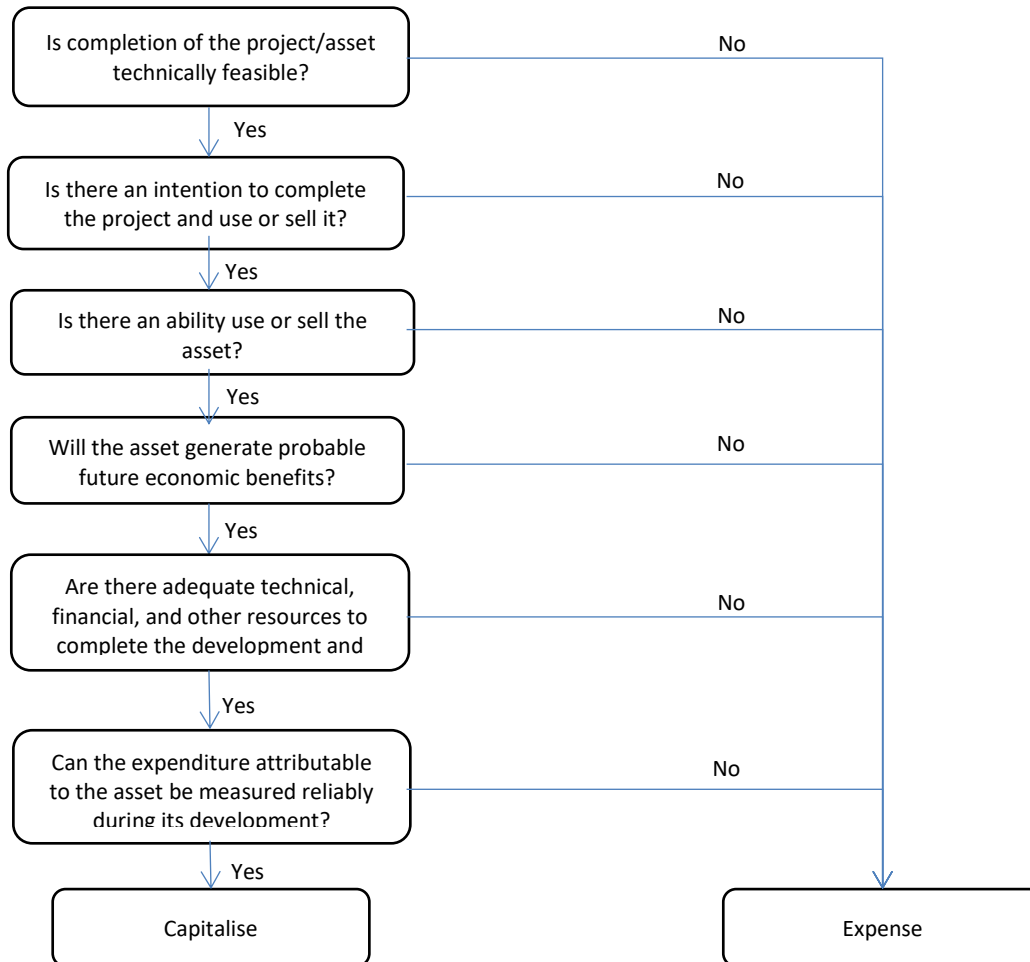 Is completion of the project/asset
technically feasible?
No
Yes
Is there an intention to complete
the project and use or sell it?
No
Yes
Is there an ability use or sell the
asset?
No
Yes
Will the asset generate probable
future economic benefits?
No
Yes
Are there adequate technical,
financial, and other resources to
complete the development and
No
Yes
Can the expenditure attributable
to the asset be measured reliably
during its development?
No
Yes
Capitalise
Expense